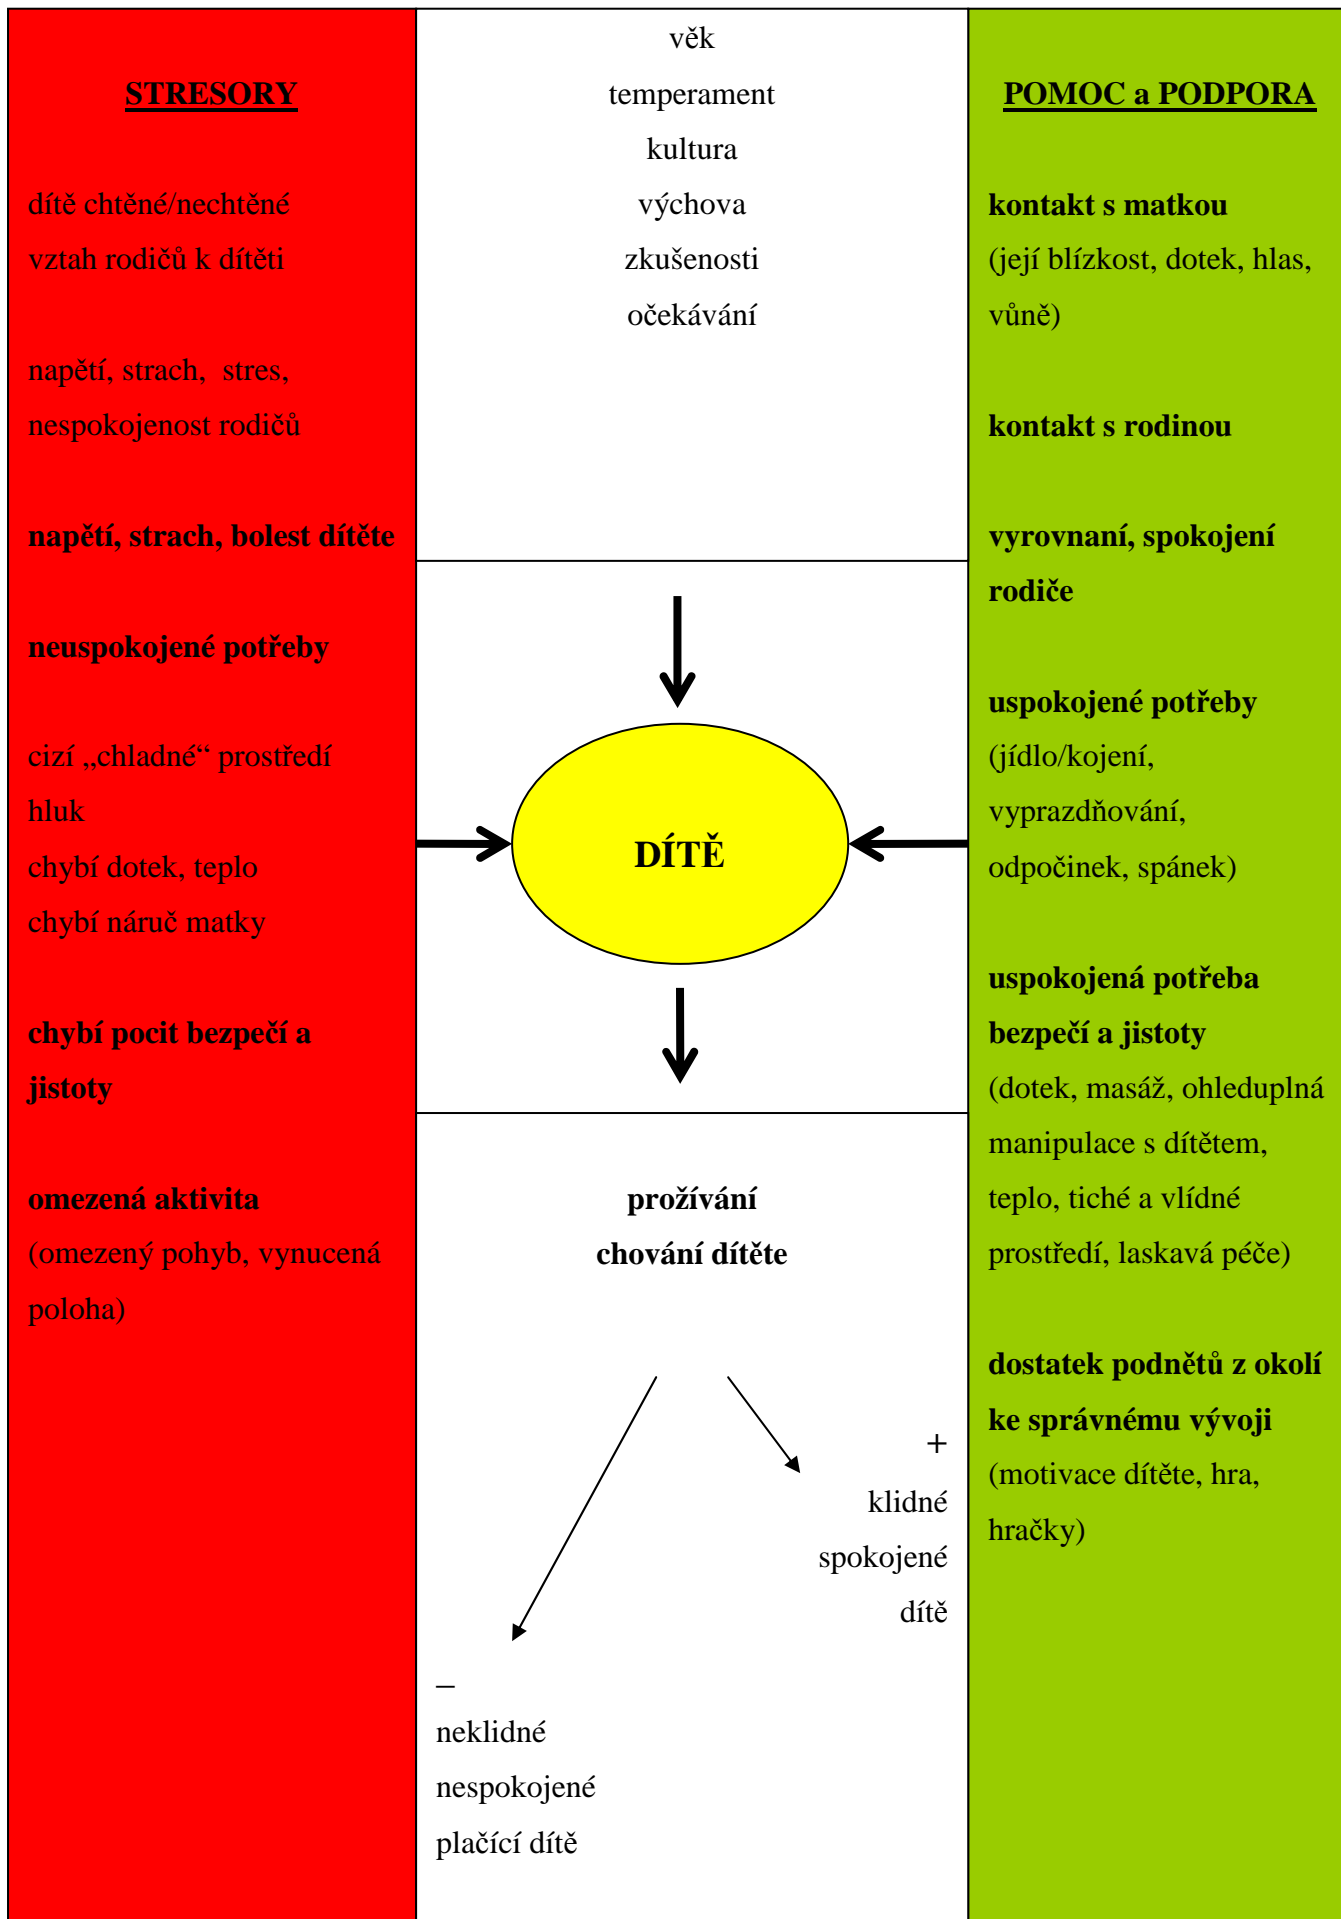 STRESORY
dítě chtěné/nechtěné
vztah rodičů k dítěti
napětí, strach,  stres,
nespokojenost rodičů
napětí, strach, bolest dítěte
neuspokojené potřeby
cizí „chladné“ prostředí
hluk
chybí dotek, teplo
chybí náruč matky
chybí pocit bezpečí a
jistoty
omezená aktivita
(omezený pohyb, vynucená
poloha)
věk
temperament
kultura
výchova
zkušenosti
očekávání
DÍTĚ
prožívání
chování dítěte
+
klidné
spokojené
dítě
–
neklidné
nespokojené
plačící dítě
POMOC a PODPORA
kontakt s matkou
(její blízkost, dotek, hlas,
vůně)
kontakt s rodinou
vyrovnaní, spokojení
rodiče
uspokojené potřeby
(jídlo/kojení,
vyprazdňování,
odpočinek, spánek)
uspokojená potřeba
bezpečí a jistoty
(dotek, masáž, ohleduplná
manipulace s dítětem,
teplo, tiché a vlídné
prostředí, laskavá péče)
dostatek podnětů z okolí
ke správnému vývoji
(motivace dítěte, hra,
hračky)